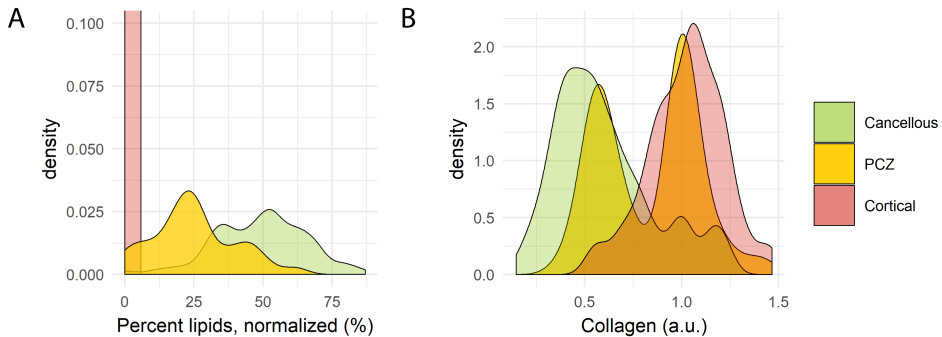 A
B
0.100
0.075
0.050
0.025
0.000
density
0 25 50 75
Percent lipids, normalized (%)
2.0
1.5
1.0
0.5
0.0
density
0.5 1.0 1.5
Collagen (a.u.)
Cancellous
PCZ
Cortical